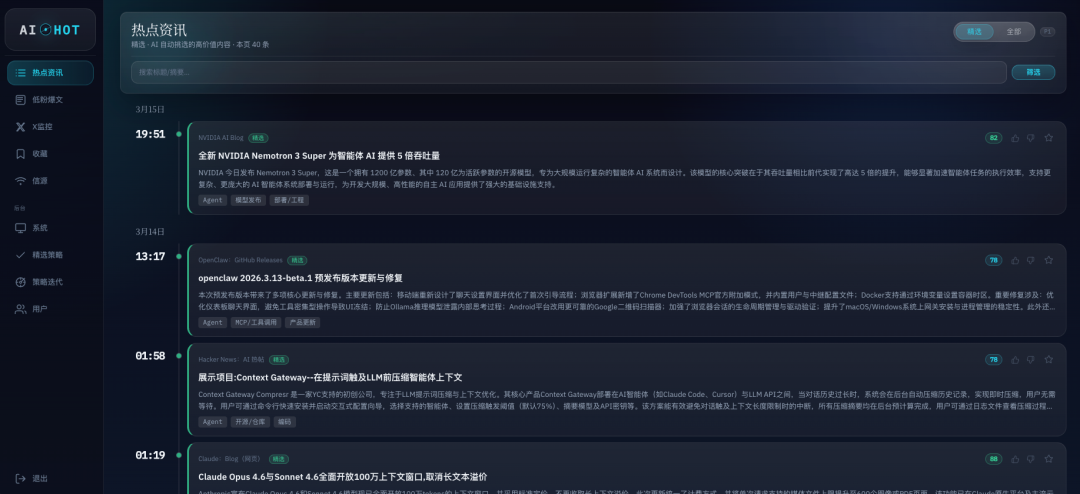 AI HOT
热点资讯
低粉爆文
X监控
收藏
信源
后台
系统
精选策略
策略迭代
用户
退出
热点资讯
精选 · AI 自动挑选的高价值内容 · 本页 40 条
精选 全部 P1
搜索标题/摘要...
筛选
3月15日
19:51
NVIDIA AI Blog 精选 82
全新 NVIDIA Nemotron 3 Super 为智能体 AI 提供 5 倍吞吐量
NVIDIA 今日发布 Nemotron 3 Super，这是一个拥有 1200 亿参数、其中 120 亿为活跃参数的开源模型，专为大规模运行复杂的智能体 AI 系统而设计。该模型的核心突破在于其吞吐量相比前代实现了高达 5 倍的提升，能够显著加速智能体任务的执行效率，支持更
复杂、更庞大的 AI 智能体系统部署与运行，为开发大规模、高性能的自主 AI 应用提供了强大的基础设施支持。
Agent 模型发布 部署/工程
3月14日
13:17
OpenClaw：GitHub Releases 精选 78
openclaw 2026.3.13-beta.1 预发布版本更新与修复
本次预发布版本带来了多项核心更新与修复。主要更新包括：移动端重新设计了聊天设置界面并优化了首次引导流程；浏览器扩展新增了Chrome DevTools MCP官方附加模式，并内置用户与中继配置文件；Docker支持通过环境变量设置容器时区。重要修复涉及：优
化仪表板聊天界面，避免工具密集型操作导致UI冻结；防止Ollama推理模型泄露内部思考过程；Android平台改用更可靠的Google二维码扫描器；加强了浏览器会话的生命周期管理与驱动验证；提升了macOS/Windows系统上网关安装与进程管理的稳定性。此外还...
Agent MCP/工具调用 产品更新
01:58
Hacker News：AI 热帖 精选 78
展示项目:Context Gateway--在提示词触及LLM前压缩智能体上下文
Context Gateway Compresr 是一家YC支持的初创公司，专注于LLM提示词压缩与上下文优化。其核心产品Context Gateway部署在AI智能体（如Claude Code、Cursor）与LLM API之间，当对话历史过长时，系统会在后台自动压缩历史记录，实现即时压缩，用户无需
等待。用户可通过命令行快速安装并启动交互式配置向导，选择支持的智能体、设置压缩触发阈值（默认75%）、摘要模型及API密钥等。该方案能有效避免对话触及上下文长度限制时的中断，所有压缩摘要均在后台预计算完成，用户可通过日志文件查看压缩过程...
Agent 开源/仓库 编码
01:19
Claude：Blog（网页） 精选 88
Claude Opus 4.6与Sonnet 4.6全面开放100万上下文窗口,取消长文本溢价